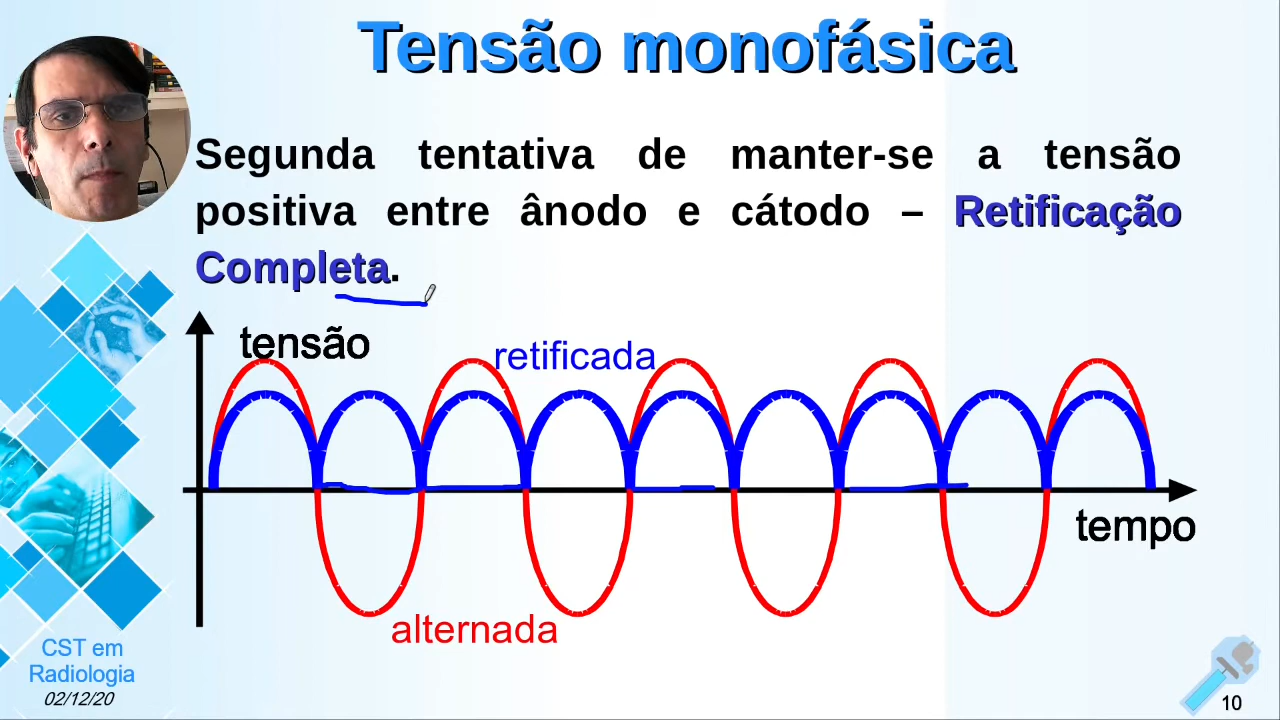 Tensão monofásica
Segunda tentativa de manter-se a tensão
positiva entre ânodo e cátodo – Retificação
Completa.
tensão
retificada
tempo
alternada
CST em
Radiologia
02/12/20
10